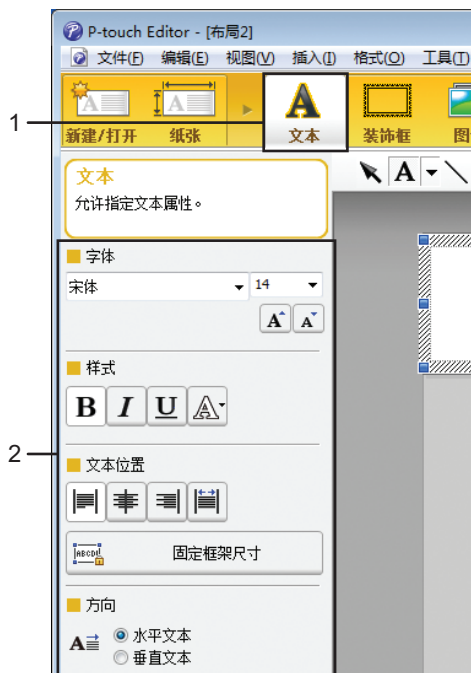 P-touch Editor - [布局2]
文件(F) 编辑(E) 视图(V) 插入(I) 格式(O) 工具(T)
1
新建/打开 纸张 文本 装饰框
文本
允许指定文本属性。
字体
宋体 14
A A
样式
B I U A
2
文本位置
ABCDE 固定框架尺寸
方向
A 水平文本
垂直文本